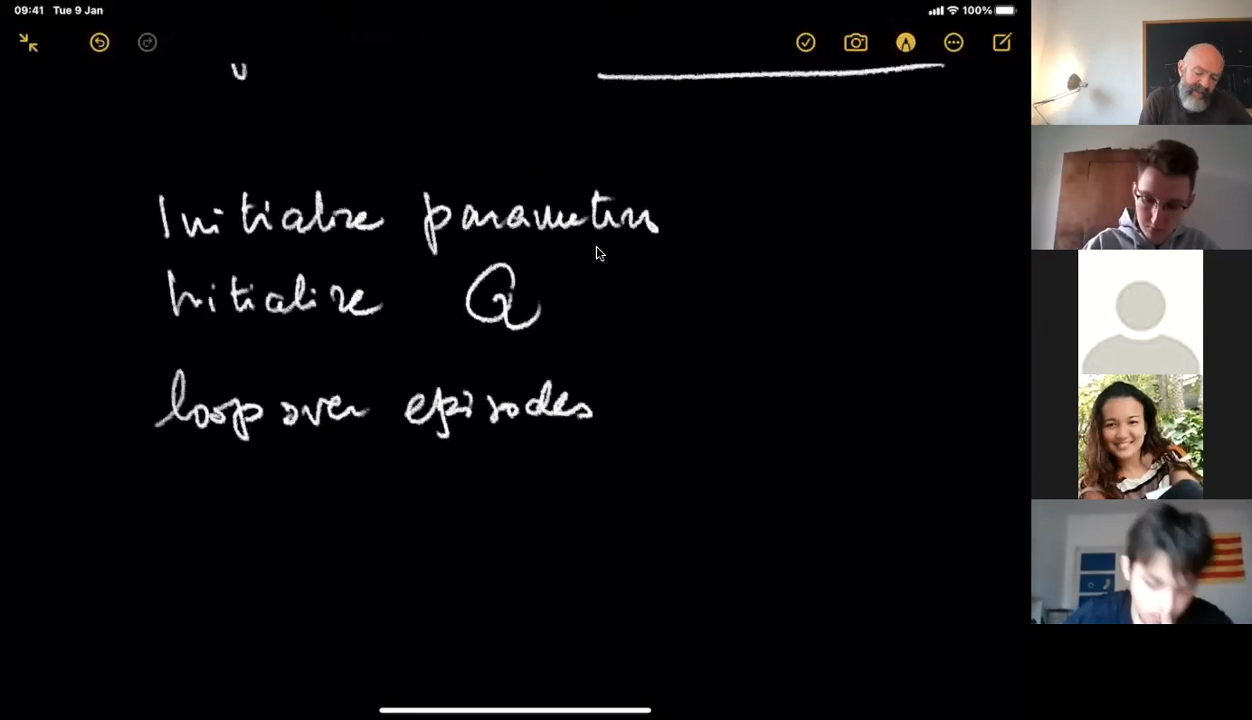 09:41 Tue 9 Jan 100%
Initialize parameters
Initialize Q
loop over episodes